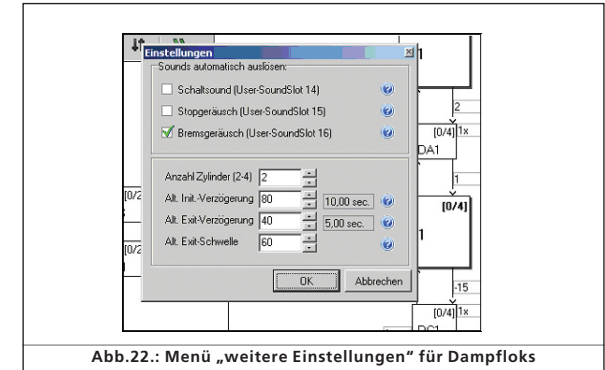 Einstellungen
Sounds automatisch auslösen:
Schaltsound (User-SoundSlot 14)
Stopgeräusch (User-SoundSlot 15)
Bremsgeräusch (User-SoundSlot 16)
Anzahl Zylinder (2-4) 2
Alt. Init.-Verzögerung 80 10,00 sec.
Alt. Exit-Verzögerung 40 5,00 sec.
Alt. Exit-Schwelle 60
OK Abbrechen
[0/2
[0/2
1
2
[0/4] 1x
DA1
1
[0/4]
1
-15
[0/4] 1x
Abb.22.: Menü „weitere Einstellungen“ für Dampfloks